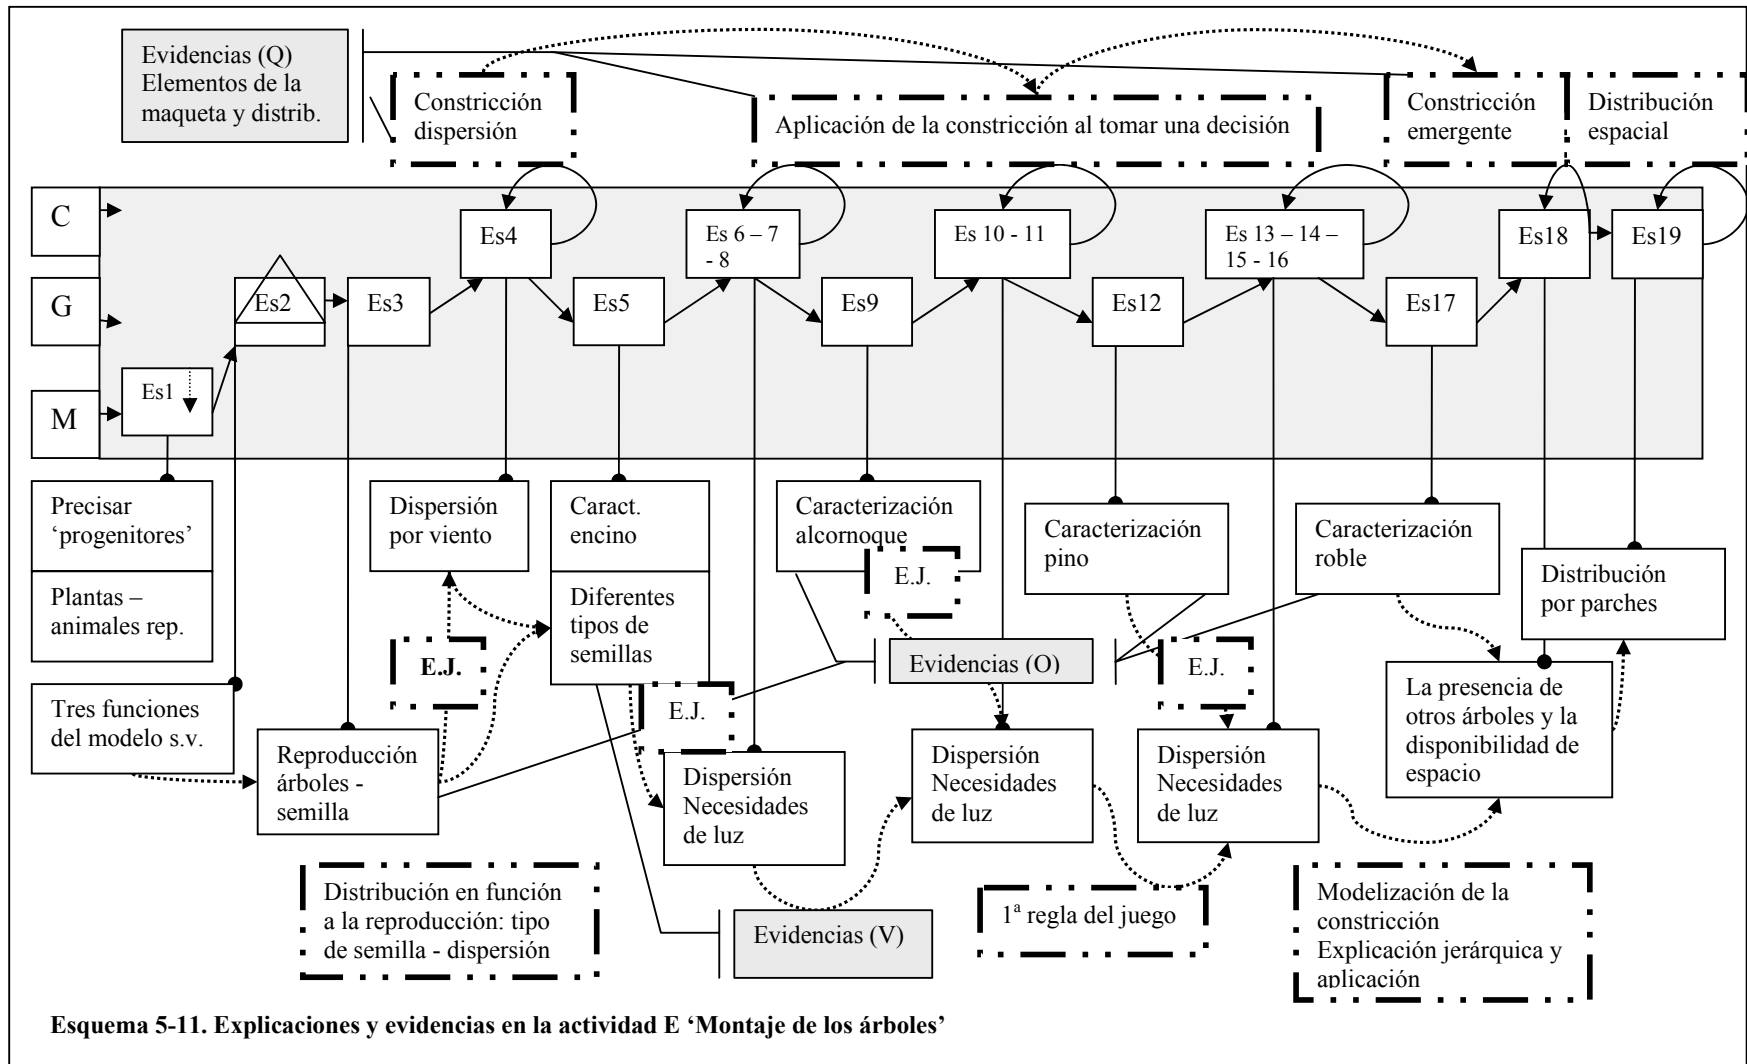 Evidencias (Q)
Elementos de la
maqueta y distrib.
Constricción
dispersión
Aplicación de la constricción al tomar una decisión
Constricción
emergente
Distribución
espacial
C
G
M
Es1
Es2
Es3
Es4
Es5
Es 6 – 7
- 8
Es9
Es 10 - 11
Es12
Es 13 – 14 –
15 - 16
Es17
Es18
Es19
Precisar
‘progenitores’
Plantas –
animales rep.
Tres funciones
del modelo s.v.
Reproducción
árboles -
semilla
Dispersión
por viento
E.J.
Caract.
encino
Diferentes
tipos de
semillas
E.J.
Dispersión
Necesidades
de luz
Caracterización
alcornoque
E.J.
Evidencias (O)
Dispersión
Necesidades
de luz
Caracterización
pino
E.J.
Dispersión
Necesidades
de luz
Caracterización
roble
La presencia de
otros árboles y la
disponibilidad de
espacio
Distribución
por parches
Distribución en función
a la reproducción: tipo
de semilla - dispersión
Evidencias (V)
1ª regla del juego
Modelización de la
constricción
Explicación jerárquica y
aplicación
Esquema 5-11. Explicaciones y evidencias en la actividad E ‘Montaje de los árboles’